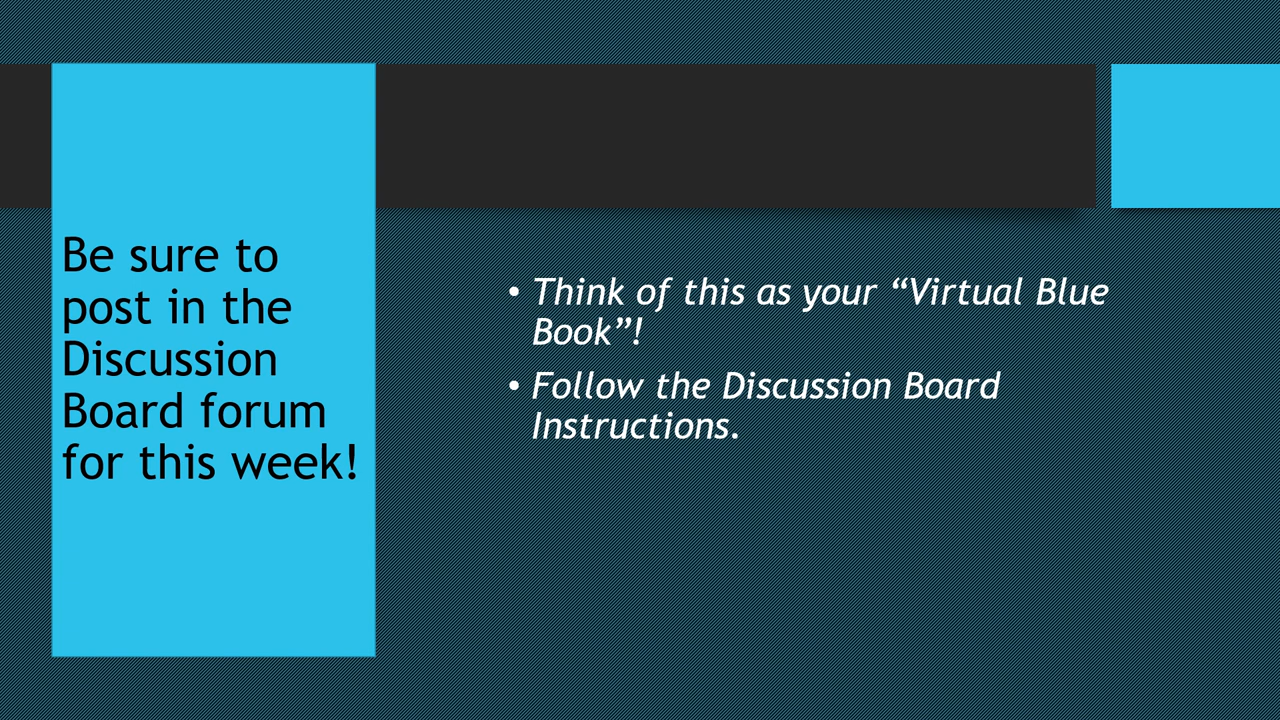 Be sure to
post in the
Discussion
Board forum
for this week!
• Think of this as your “Virtual Blue
Book”!
• Follow the Discussion Board
Instructions.